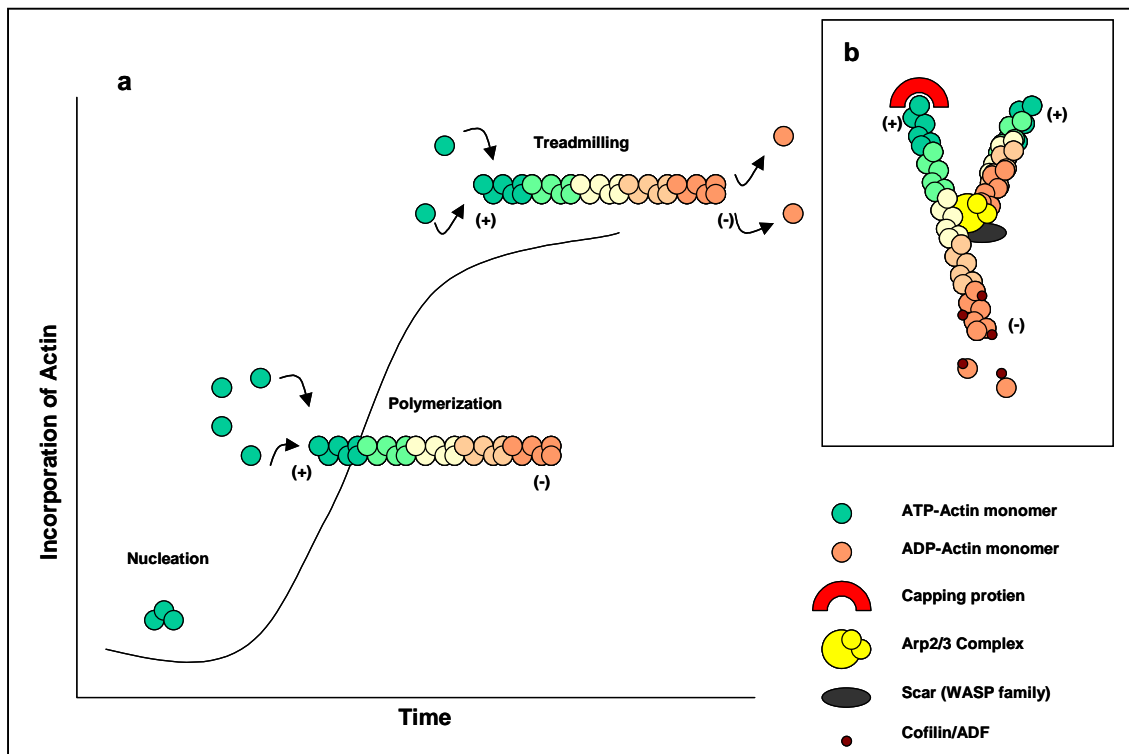 a
b
Treadmilling
(+)
(-)
Polymerization
(+)
(-)
Nucleation
Incorporation of Actin
Time
(+)
(+)
(-)
ATP-Actin monomer
ADP-Actin monomer
Capping protien
Arp2/3 Complex
Scar (WASP family)
Cofilin/ADF